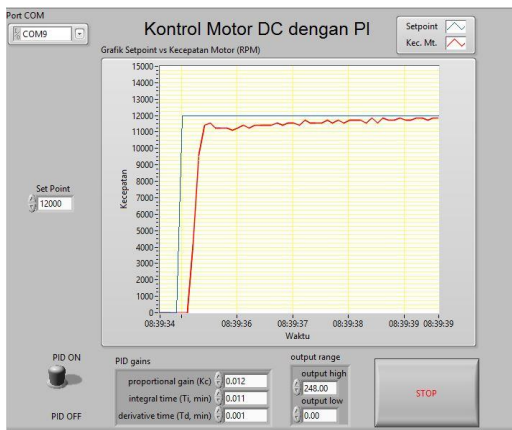 Port COM
COM9
Kontrol Motor DC dengan PI
Setpoint
Kec. Mt.
Grafik Setpoint vs Kecepatan Motor (RPM)
15000
14000
13000
12000
11000
10000
9000
8000
7000
6000
5000
4000
3000
2000
1000
0
Kecepatan
08:39:34 08:39:36 08:39:37 08:39:38 08:39:39 08:39:39
Waktu
Set Point
12000
PID ON
PID OFF
PID gains
proportional gain (Kc) 0.012
integral time (Ti, min) 0.011
derivative time (Td, min) 0.001
output range
output high
248.00
output low
0.00
STOP